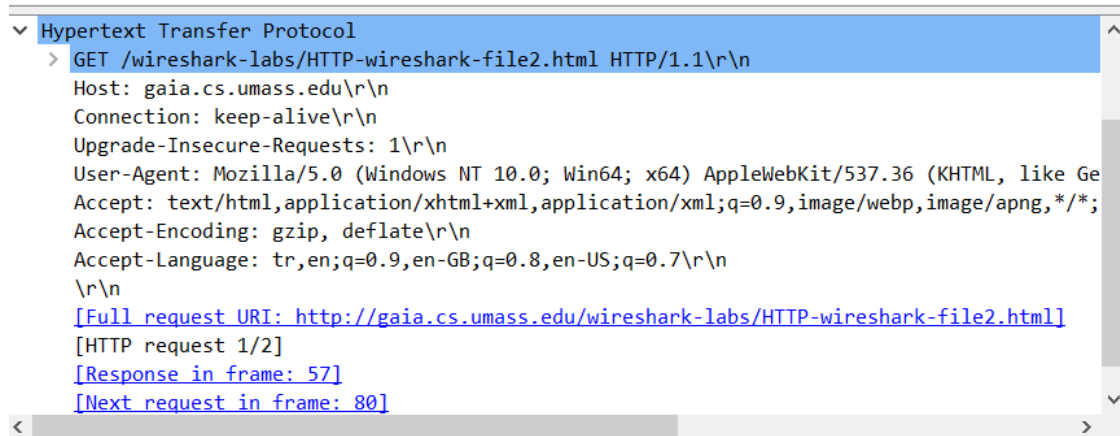 Hypertext Transfer Protocol
GET /wireshark-labs/HTTP-wireshark-file2.html HTTP/1.1\r\n
Host: gaia.cs.umass.edu\r\n
Connection: keep-alive\r\n
Upgrade-Insecure-Requests: 1\r\n
User-Agent: Mozilla/5.0 (Windows NT 10.0; Win64; x64) AppleWebKit/537.36 (KHTML, like Ge
Accept: text/html,application/xhtml+xml,application/xml;q=0.9,image/webp,image/apng,*/*;
Accept-Encoding: gzip, deflate\r\n
Accept-Language: tr,en;q=0.9,en-GB;q=0.8,en-US;q=0.7\r\n
\r\n
[Full request URI: http://gaia.cs.umass.edu/wireshark-labs/HTTP-wireshark-file2.html]
[HTTP request 1/2]
[Response in frame: 57]
[Next request in frame: 80]